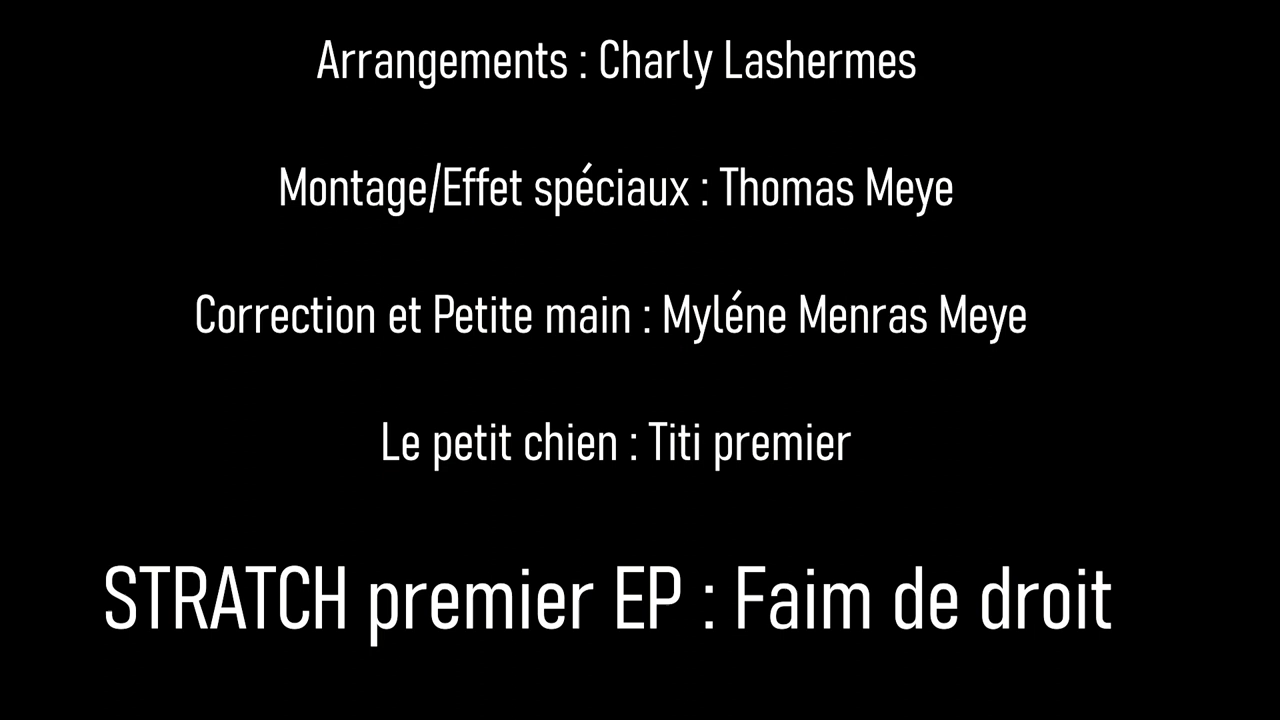 Arrangements : Charly Lashermes
Montage/Effet spéciaux : Thomas Meye
Correction et Petite main : Myléne Menras Meye
Le petit chien : Titi premier
STRATCH premier EP : Faim de droit